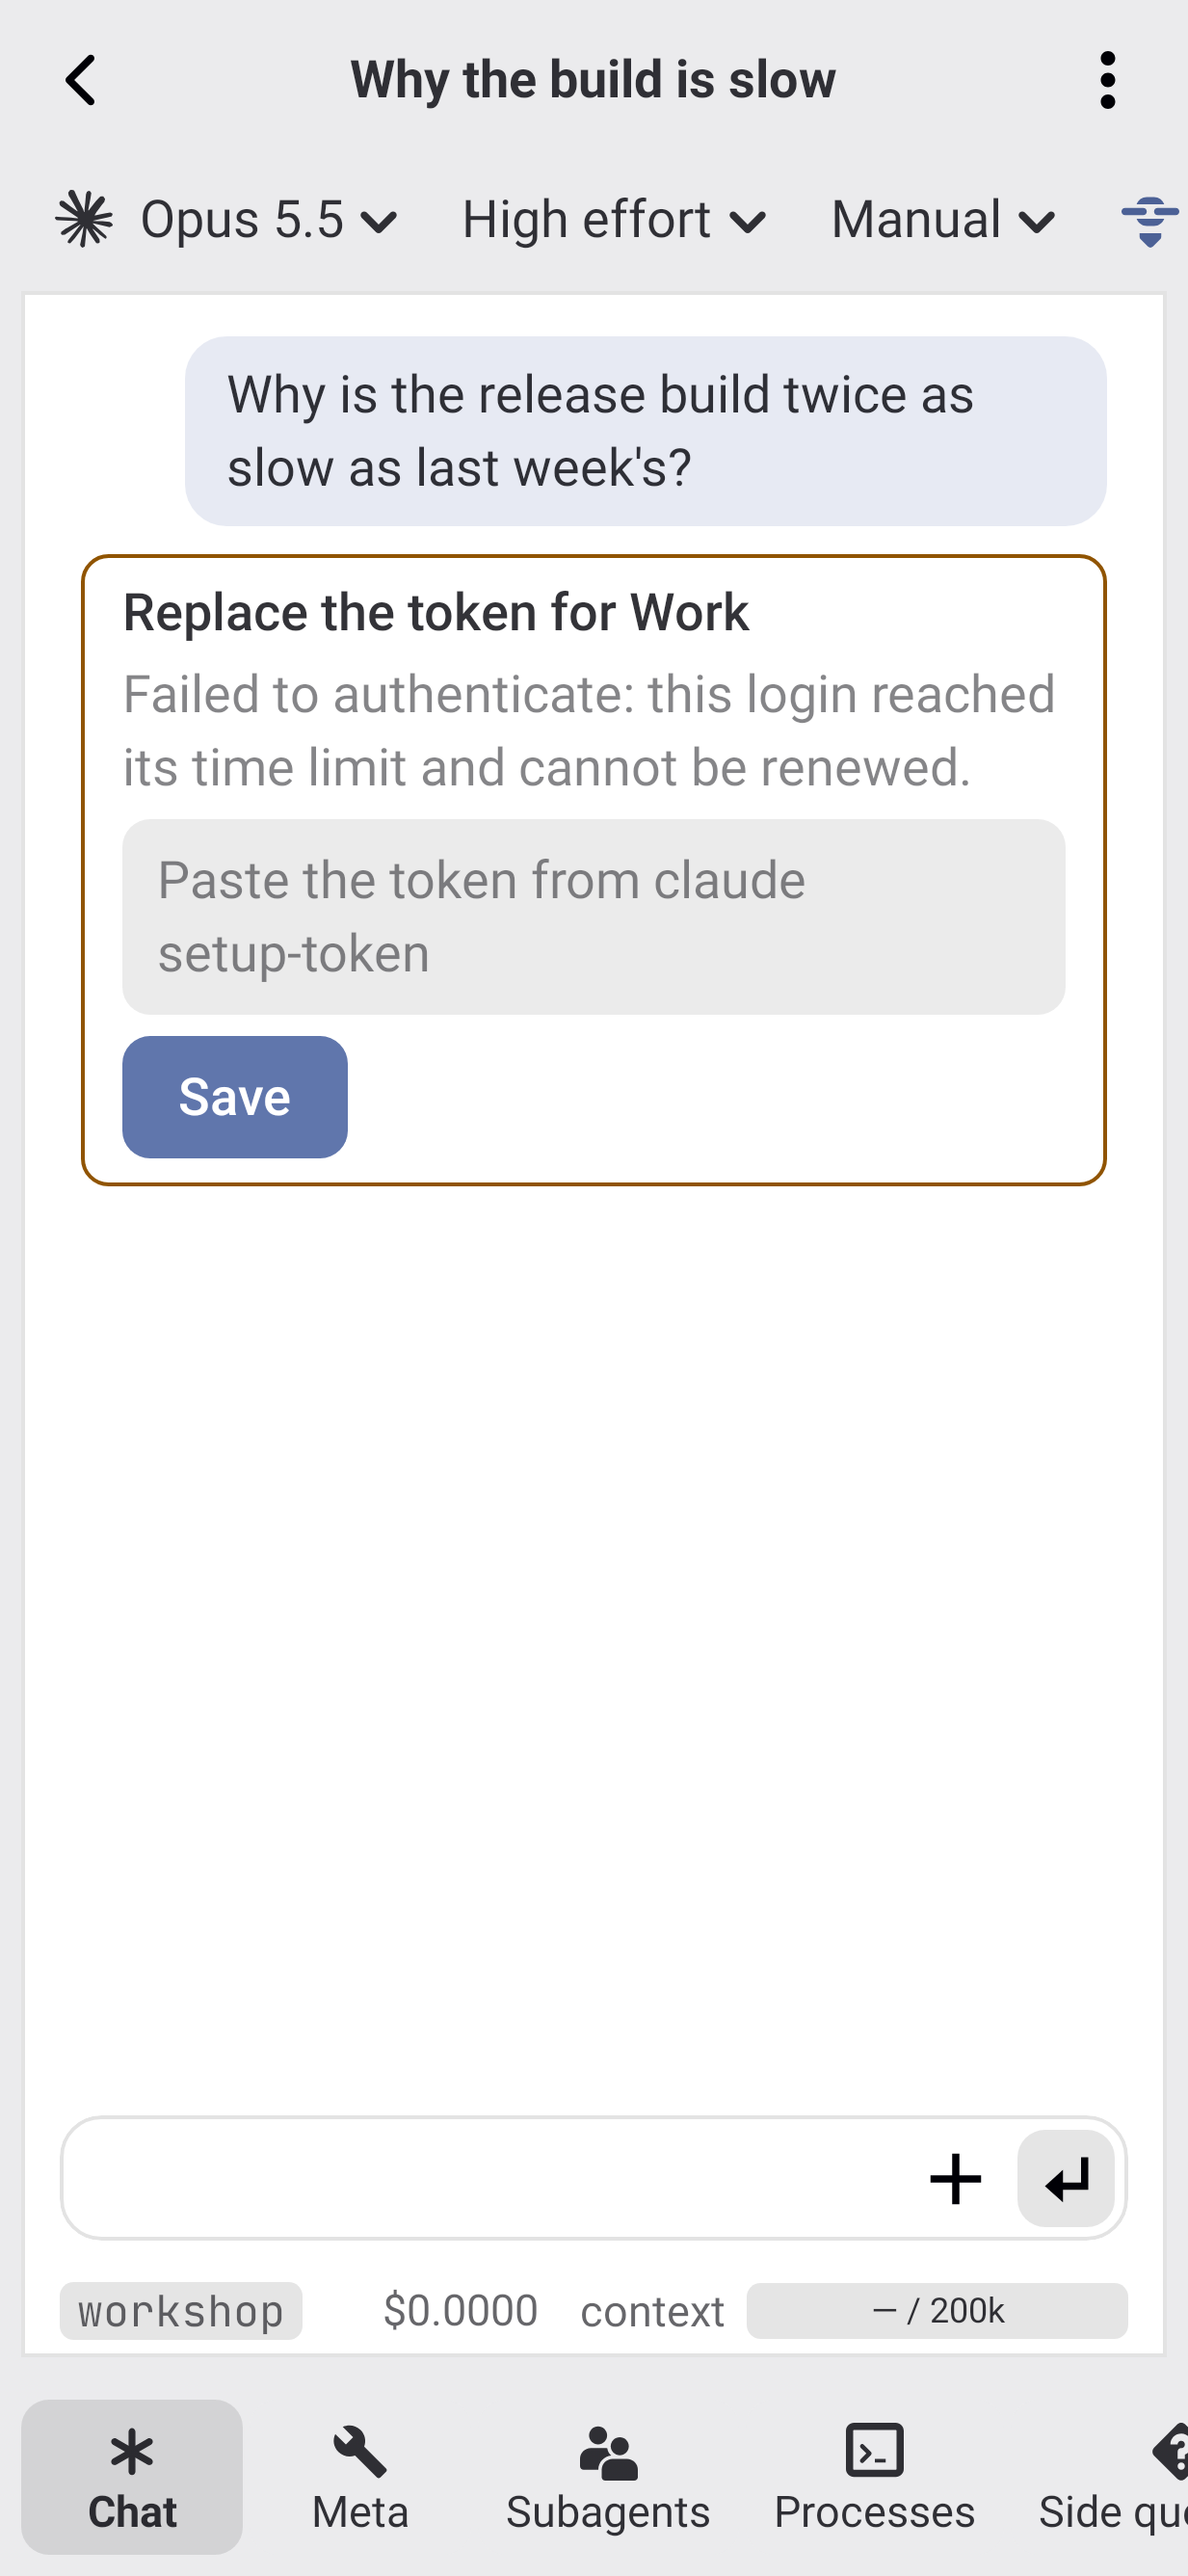 Why the build is slow
Opus 5.5
High effort
Manual
Why is the release build twice as
slow as last week's?
Replace the token for Work
Failed to authenticate: this login reached
its time limit and cannot be renewed.
Paste the token from claude
setup-token
Save
workshop
$0.0000
context
— / 200k
Chat
Meta
Subagents
Processes
Side